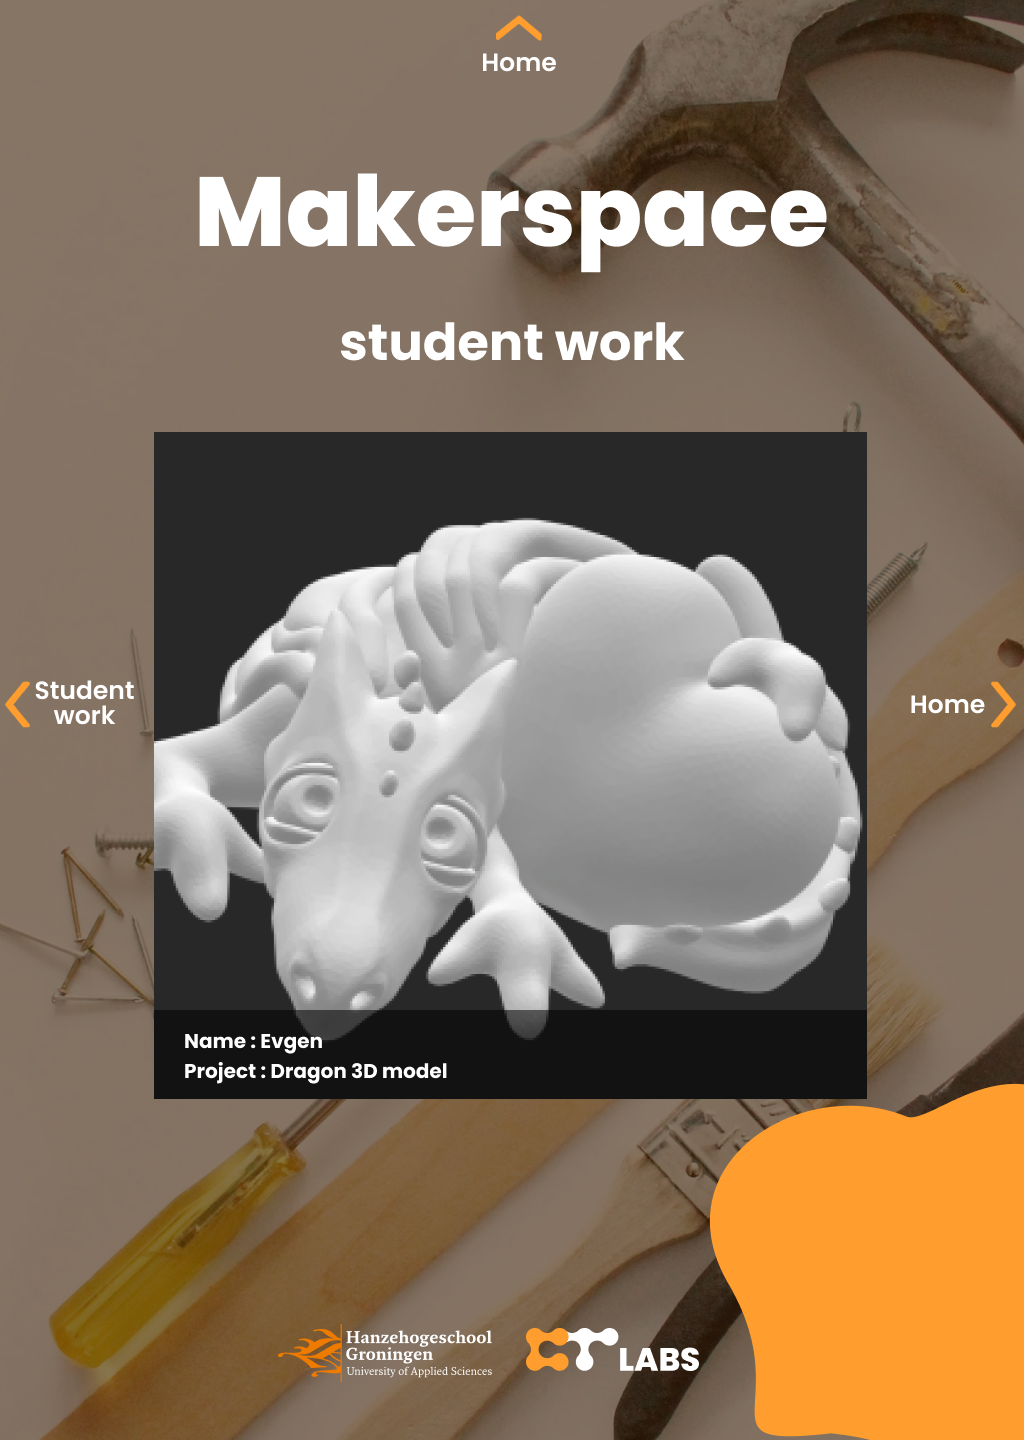 Home
Makerspace
student work
Student
work
Home
Name : Evgen
Project : Dragon 3D model
Hanzehogeschool
Groningen
University of Applied Sciences
CT LABS